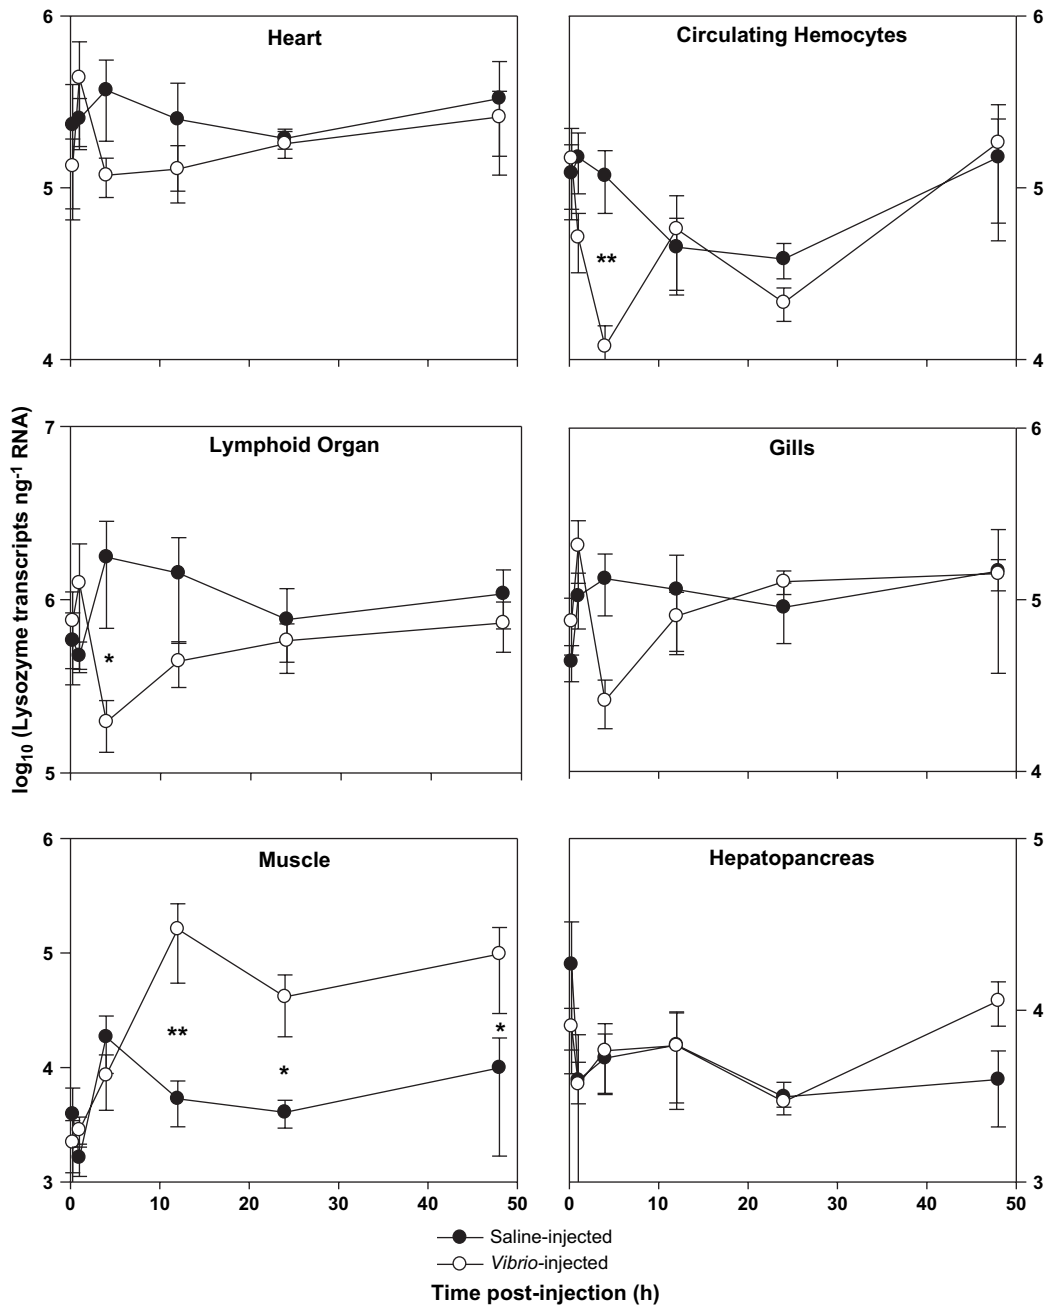 Heart
6
5
4
Circulating Hemocytes
**
6
5
4
log10 (Lysozyme transcripts ng-1 RNA)
Lymphoid Organ
7
6
5
*
Gills
6
5
4
Muscle
6
5
4
3
**
*
*
0 10 20 30 40 50
Hepatopancreas
5
4
3
0 10 20 30 40 50
Saline-injected
Vibrio-injected
Time post-injection (h)